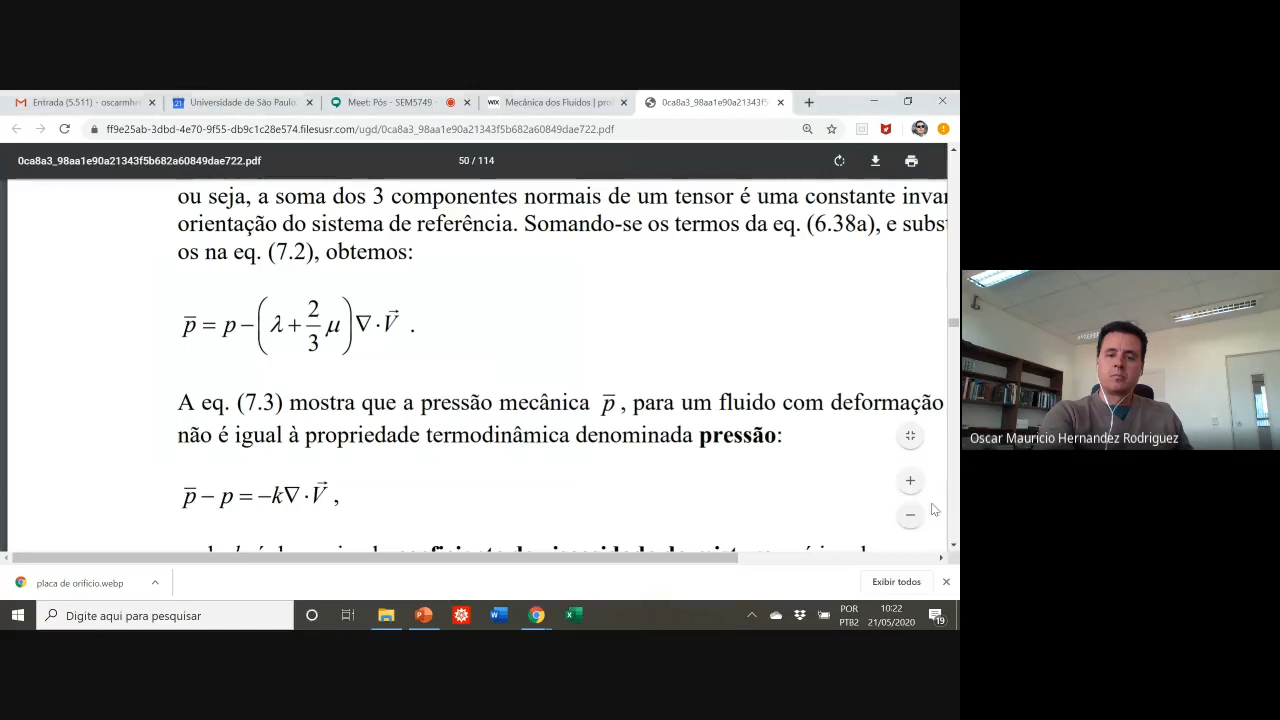 Entrada (5.511) - oscarmhr
Universidade de São Paulo.
Meet: Pós - SEM5749 -
WIX Mecânica dos Fluidos | pro
0ca8a3_98aa1e90a21343f5
ff9e25ab-3dbd-4e70-9f65-db9c1c28e574.filesusr.com/ugd/0ca8a3_98aa1e90a21343f5b682a60849dae722.pdf
0ca8a3_98aa1e90a21343f5b682a60849dae722.pdf
50 / 114
ou seja, a soma dos 3 componentes normais de um tensor é uma constante invar
orientação do sistema de referência. Somando-se os termos da eq. (6.38a), e subst
os na eq. (7.2), obtemos:
p̄ = p − (λ + 2/3 μ) ∇ · V⃗ .
A eq. (7.3) mostra que a pressão mecânica p̄ , para um fluido com deformação
não é igual à propriedade termodinâmica denominada pressão:
p̄ − p = −k∇ · V⃗ ,
Oscar Mauricio Hernandez Rodriguez
placa de orificio.webp
Exibir todos
Digite aqui para pesquisar
POR
PTB2
10:22
21/05/2020
19